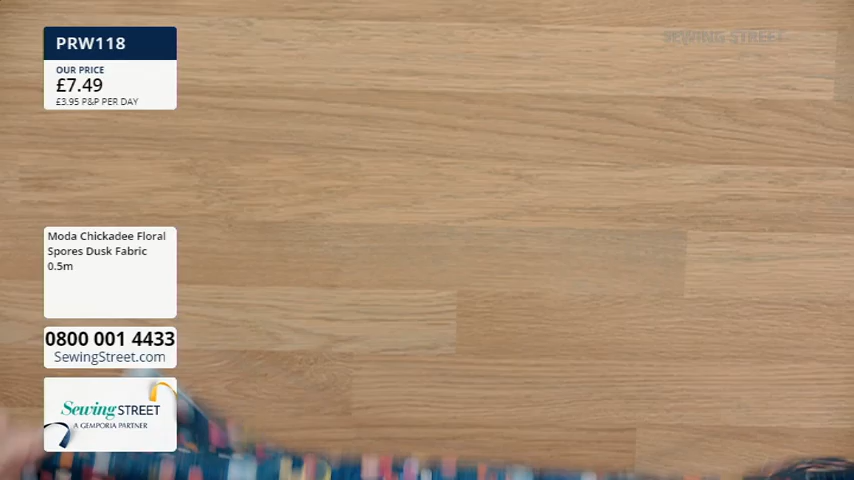 PRW118
SEWING STREET
OUR PRICE
£7.49
£3.95 P&P PER DAY
Moda Chickadee Floral
Spores Dusk Fabric
0.5m
0800 001 4433
SewingStreet.com
Sewing STREET
A GEMPORIA PARTNER